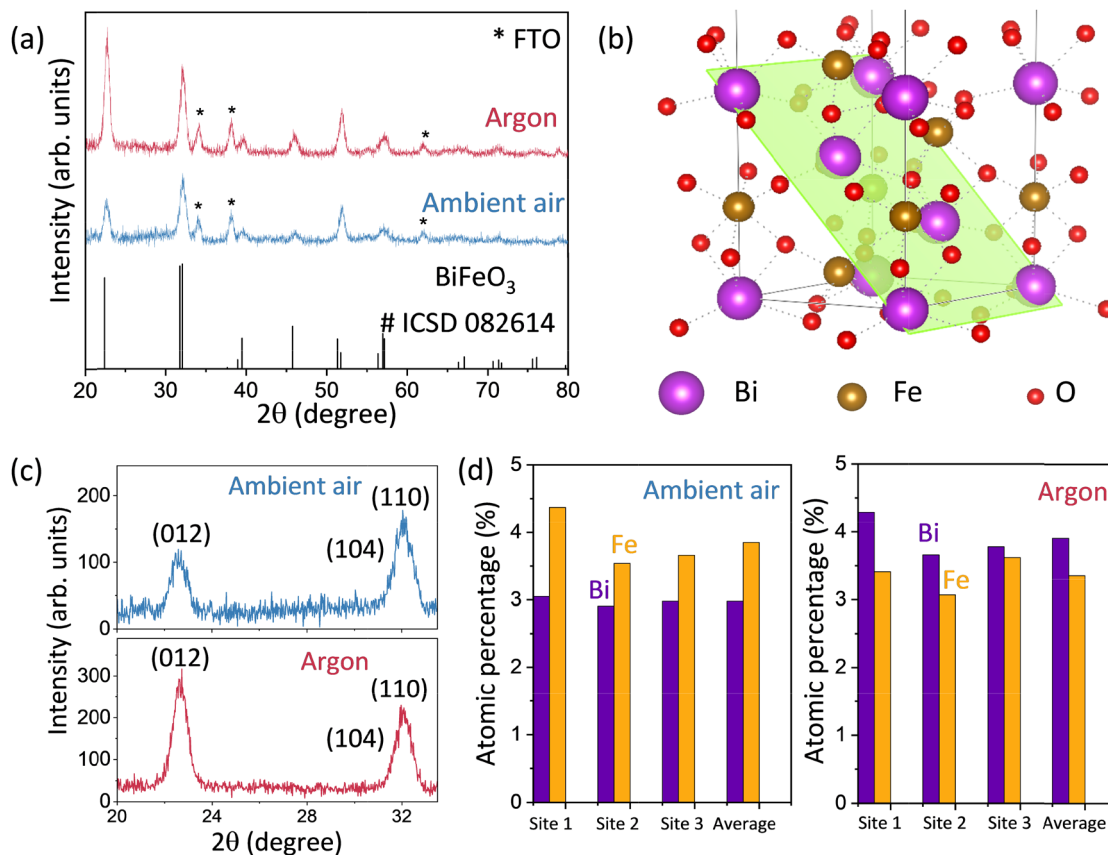 (a)
* FTO
Argon
* * *
Ambient air
* * *
BiFeO3
# ICSD 082614
Intensity (arb. units)
20 30 40 50 60 70 80
2θ (degree)
(b)
Bi Fe O
(c)
Ambient air
(012)
(110)
(104)
200
100
0
Argon
(012)
(110)
(104)
300
200
100
0
Intensity (arb. units)
20 24 28 32
2θ (degree)
(d)
Ambient air
Fe
Bi
5
4
3
2
1
0
Atomic percentage (%)
Site 1 Site 2 Site 3 Average
Argon
Bi
Fe
5
4
3
2
1
0
Atomic percentage (%)
Site 1 Site 2 Site 3 Average